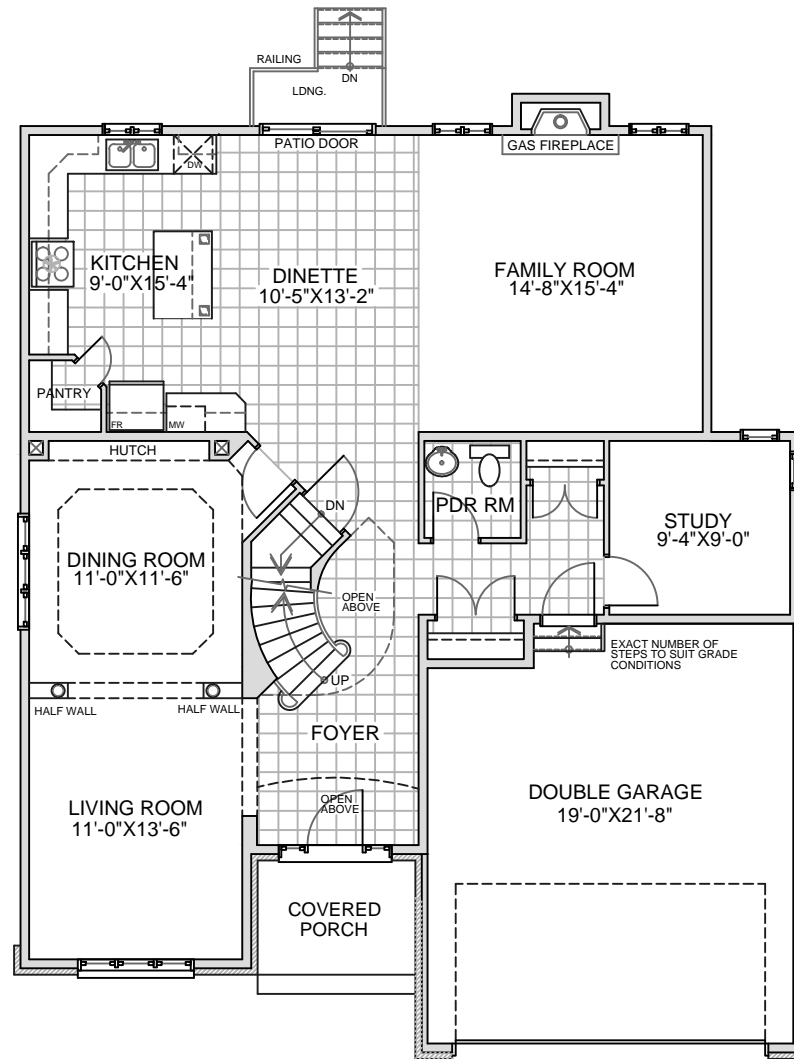 RAILING
DN
LDNG.
PATIO DOOR
GAS FIREPLACE
DW
KITCHEN
9'-0"X15'-4"
DINETTE
10'-5"X13'-2"
FAMILY ROOM
14'-8"X15'-4"
PANTRY
FR
MW
HUTCH
DN
PDR RM
STUDY
9'-4"X9'-0"
DINING ROOM
11'-0"X11'-6"
OPEN
ABOVE
EXACT NUMBER OF
STEPS TO SUIT GRADE
CONDITIONS
UP
HALF WALL
HALF WALL
FOYER
LIVING ROOM
11'-0"X13'-6"
OPEN
ABOVE
DOUBLE GARAGE
19'-0"X21'-8"
COVERED
PORCH